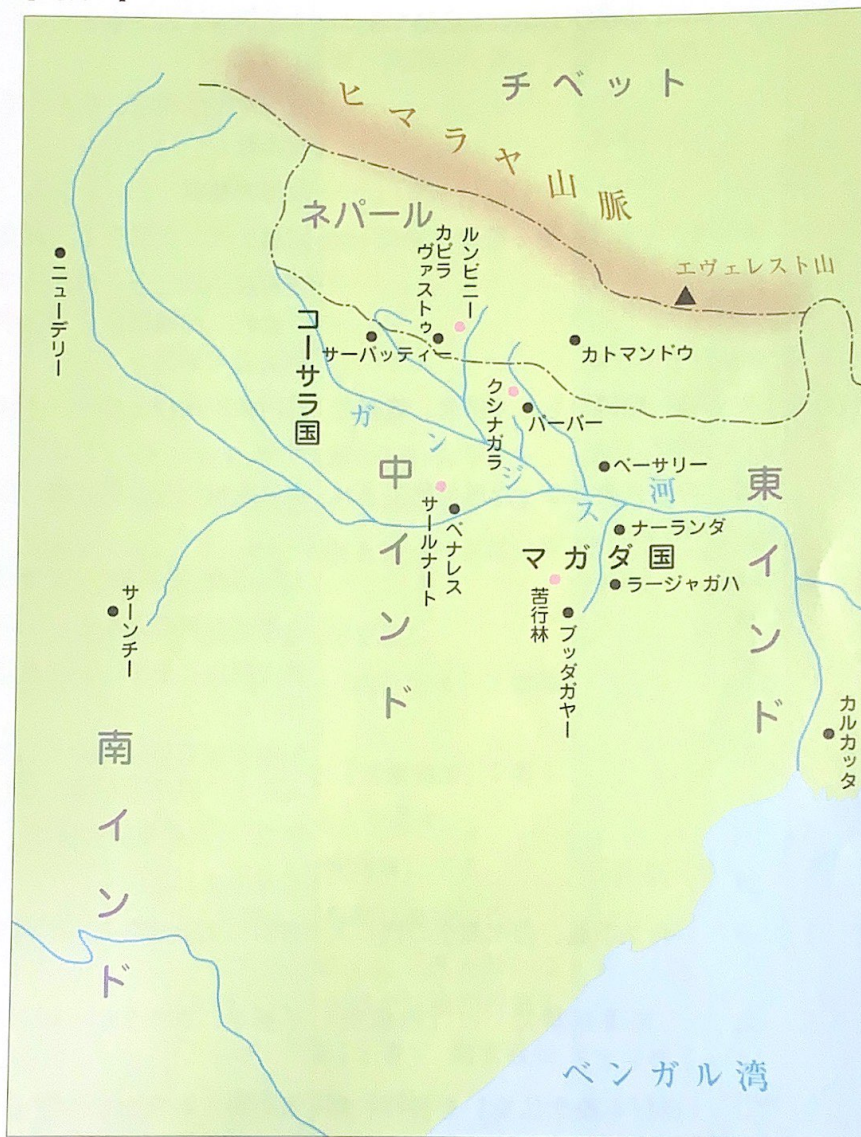 チベット
ヒマラヤ山脈
ネパール
エヴェレスト山
ルンビニー
カピラ
ヴァストゥ
ニューデリー
コーサラ国
サーバッティー
カトマンドウ
クシナガラ
パーバー
ガンジス河
ベーサリー
中インド
東インド
サールナート
ベナレス
ナーランダ
マガダ国
ラージャガハ
苦行林
ブッダガヤー
サーンチー
カルカッタ
南インド
ベンガル湾